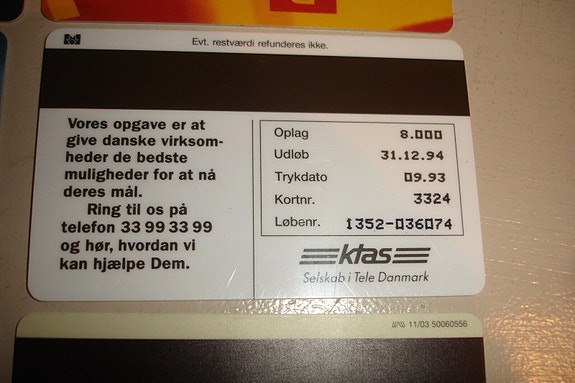 Evt. restværdi refunderes ikke.
Vores opgave er at
give danske virksom-
heder de bedste
muligheder for at nå
deres mål.
Ring til os på
telefon 33 99 33 99
og hør, hvordan vi
kan hjælpe Dem.
Oplag 8.000
Udløb 31.12.94
Trykdato 09.93
Kortnr. 3324
Løbenr. 1352-036074
ktas
Selskab i Tele Danmark
11/03 50060556